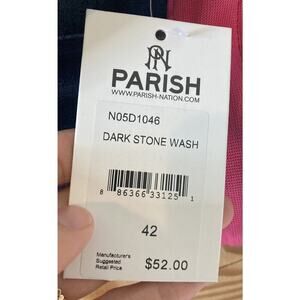 PN
PARISH
WWW.PARISH-NATION.COM
N05D1046
DARK STONE WASH
8 86366 33125 1
42
Manufacturer's
Suggested
Retail Price
$52.00